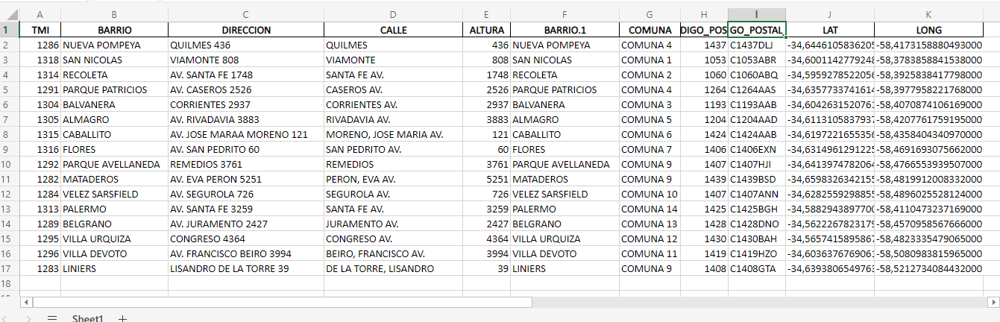 A B C D E F G H I J K
1 TMI BARRIO DIRECCION CALLE ALTURA BARRIO.1 COMUNA DIGO_POS GO_POSTAL LAT LONG
2 1286 NUEVA POMPEYA QUILMES 436 QUILMES 436 NUEVA POMPEYA COMUNA 4 1437 C1437DLJ -34,6446105836205 -58,4173158880493000
3 1318 SAN NICOLAS VIAMONTE 808 VIAMONTE 808 SAN NICOLAS COMUNA 1 1053 C1053ABR -34,6001142779248 -58,3783858841538000
4 1314 RECOLETA AV. SANTA FE 1748 SANTA FE AV. 1748 RECOLETA COMUNA 2 1060 C1060ABQ -34,5959278522056 -58,3925838417798000
5 1291 PARQUE PATRICIOS AV. CASEROS 2526 CASEROS AV. 2526 PARQUE PATRICIOS COMUNA 4 1264 C1264AAS -34,6357733741614 -58,3977958221768000
6 1304 BALVANERA CORRIENTES 2937 CORRIENTES AV. 2937 BALVANERA COMUNA 3 1193 C1193AAB -34,6042631520761 -58,4070874106169000
7 1305 ALMAGRO AV. RIVADAVIA 3883 RIVADAVIA AV. 3883 ALMAGRO COMUNA 5 1204 C1204AAD -34,6113105837937 -58,4207761759195000
8 1315 CABALLITO AV. JOSE MARAA MORENO 121 MORENO, JOSE MARIA AV. 121 CABALLITO COMUNA 6 1424 C1424AAB -34,6197221655356 -58,4358404340970000
9 1316 FLORES AV. SAN PEDRITO 60 SAN PEDRITO AV. 60 FLORES COMUNA 7 1406 C1406EXN -34,6314961291225 -58,4691693075662000
10 1292 PARQUE AVELLANEDA REMEDIOS 3761 REMEDIOS 3761 PARQUE AVELLANEDA COMUNA 9 1407 C1407HJI -34,6413974782064 -58,4766553939507000
11 1282 MATADEROS AV. EVA PERON 5251 PERON, EVA AV. 5251 MATADEROS COMUNA 9 1439 C1439BSD -34,6598326342155 -58,4819912008332000
12 1284 VELEZ SARSFIELD AV. SEGUROLA 726 SEGUROLA AV. 726 VELEZ SARSFIELD COMUNA 10 1407 C1407ANN -34,6282559298855 -58,4896025528124000
13 1313 PALERMO AV. SANTA FE 3259 SANTA FE AV. 3259 PALERMO COMUNA 14 1425 C1425BGH -34,5882943897700 -58,4110473237169000
14 1289 BELGRANO AV. JURAMENTO 2427 JURAMENTO AV. 2427 BELGRANO COMUNA 13 1428 C1428DNO -34,5622267823179 -58,4570958567666000
15 1295 VILLA URQUIZA CONGRESO 4364 CONGRESO AV. 4364 VILLA URQUIZA COMUNA 12 1430 C1430BAH -34,5657415895867 -58,4823335479065000
16 1296 VILLA DEVOTO AV. FRANCISCO BEIRO 3994 BEIRO, FRANCISCO AV. 3994 VILLA DEVOTO COMUNA 11 1419 C1419HZO -34,6036376769061 -58,5080983815965000
17 1283 LINIERS LISANDRO DE LA TORRE 39 DE LA TORRE, LISANDRO 39 LINIERS COMUNA 9 1408 C1408GTA -34,6393806549763 -58,5212734084432000
18
Sheet1